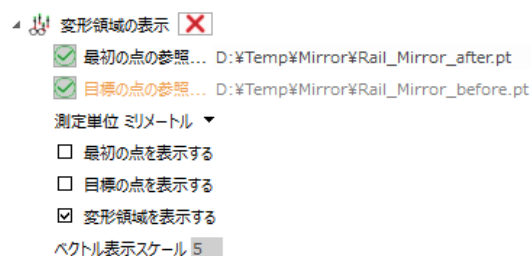 変形領域の表示
最初の点の参照... D:¥Temp¥Mirror¥Rail_Mirror_after.pt
目標の点の参照... D:¥Temp¥Mirror¥Rail_Mirror_before.pt
測定単位 ミリメートル
最初の点を表示する
目標の点を表示する
変形領域を表示する
ベクトル表示スケール 5